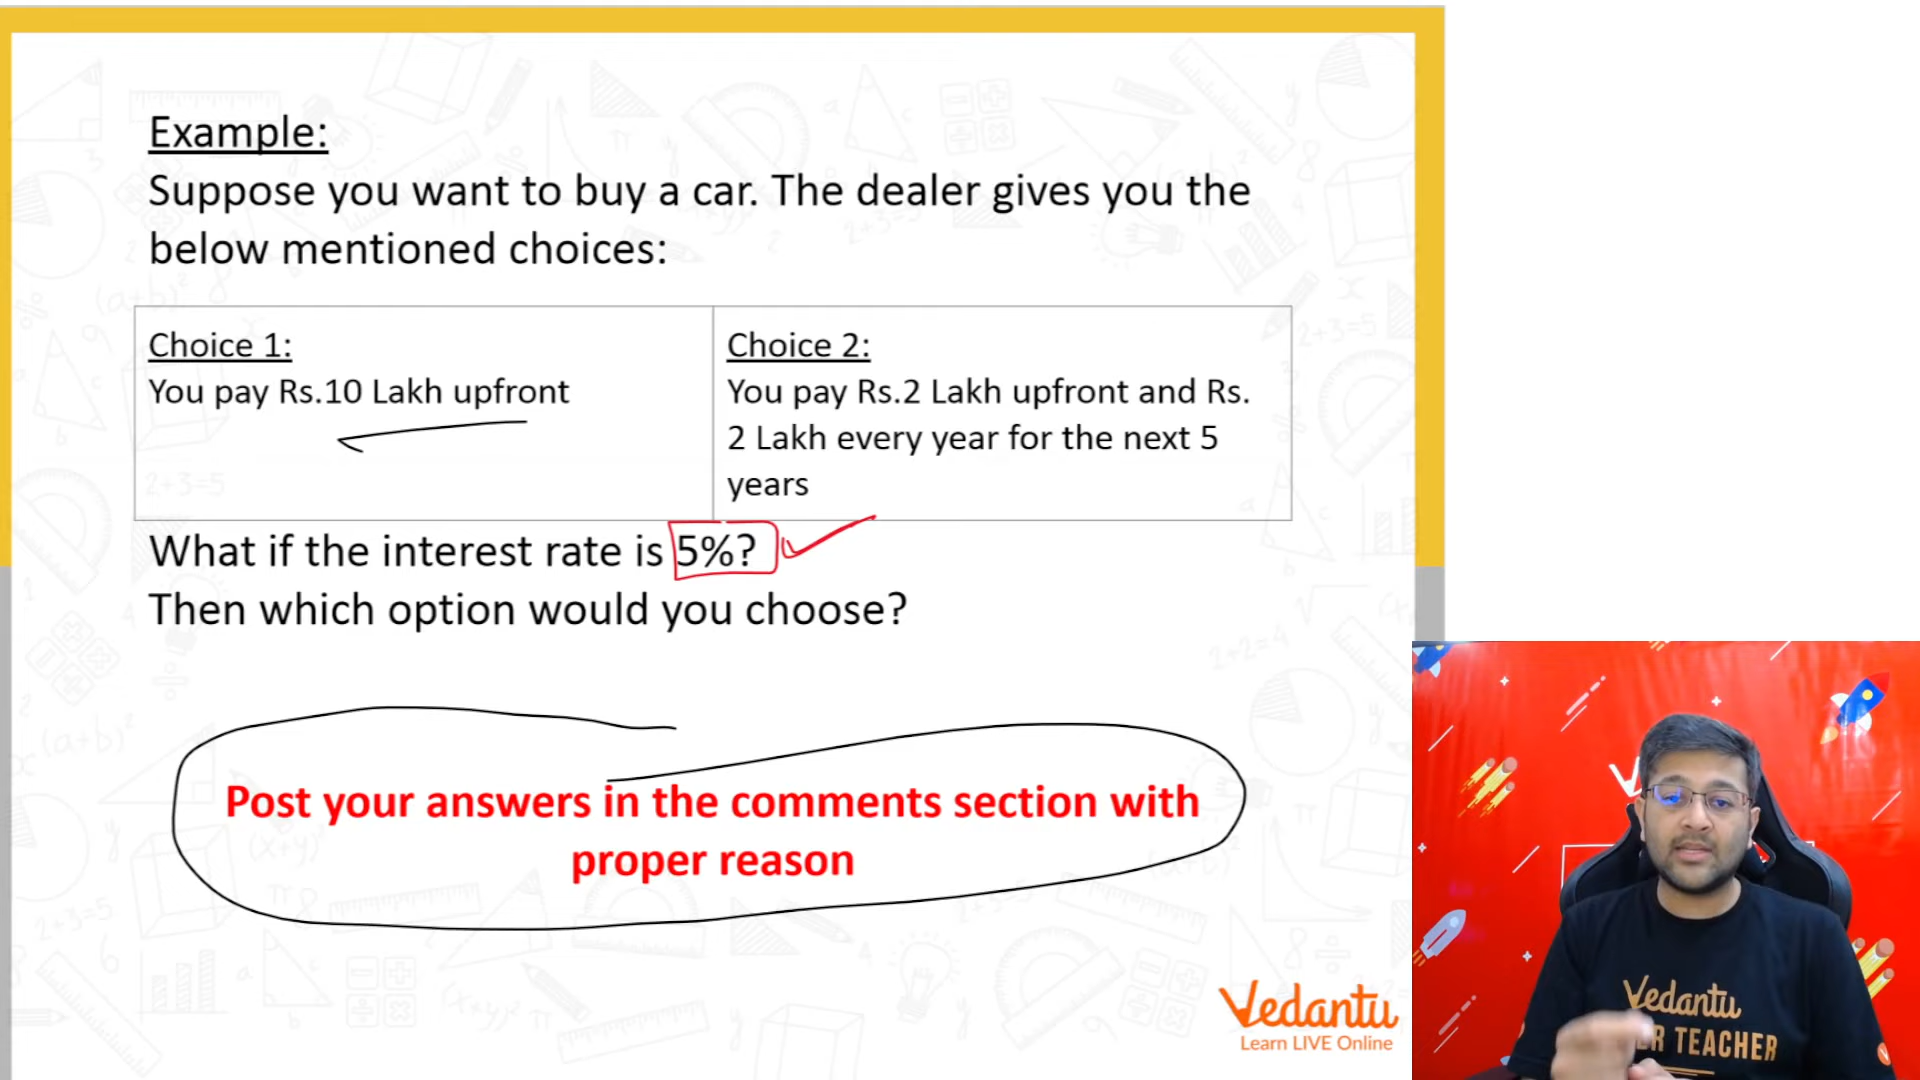 Example:
Suppose you want to buy a car. The dealer gives you the
below mentioned choices:
Choice 1:
You pay Rs.10 Lakh upfront
Choice 2:
You pay Rs.2 Lakh upfront and Rs.
2 Lakh every year for the next 5
years
What if the interest rate is 5%?
Then which option would you choose?
Post your answers in the comments section with
proper reason
Vedantu
Learn LIVE Online
Vedantu
TEACHER